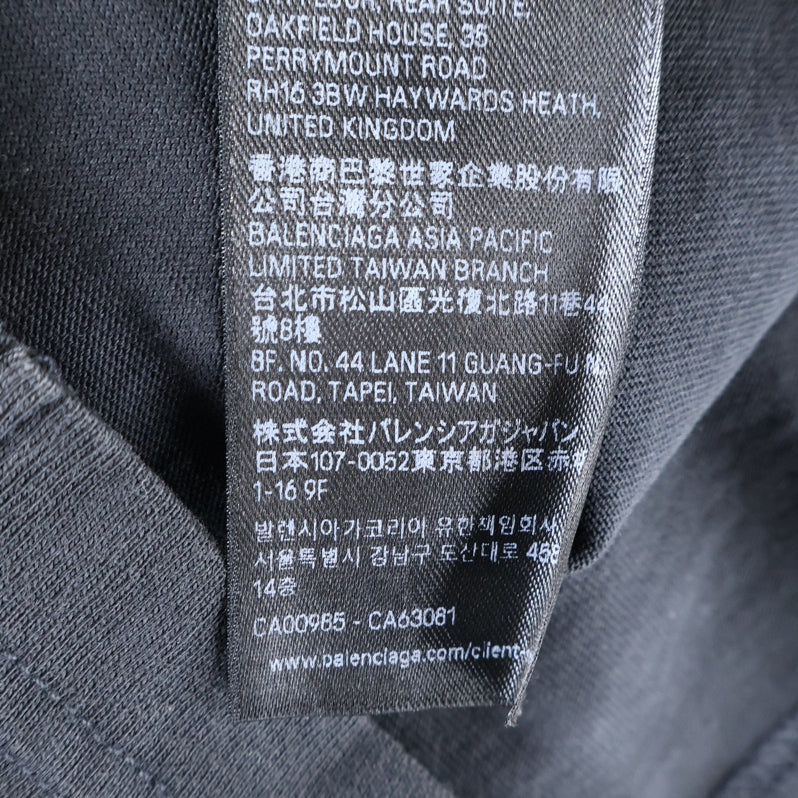 REAR SUITE,
OAKFIELD HOUSE, 35
PERRYMOUNT ROAD
RH16 3BW HAYWARDS HEATH,
UNITED KINGDOM
香港商巴黎世家企業股份有限
公司台灣分公司
BALENCIAGA ASIA PACIFIC
LIMITED TAIWAN BRANCH
台北市松山區光復北路11巷44
號8樓
8F. NO. 44 LANE 11 GUANG-FU N.
ROAD, TAPEI, TAIWAN
株式会社バレンシアガジャパン
日本107-0052東京都港区赤
1-16 9F
발렌시아가코리아 유한책임회사
서울특별시 강남구 도산대로 458
14층
CA00985 - CA63081
www.balenciaga.com/client-